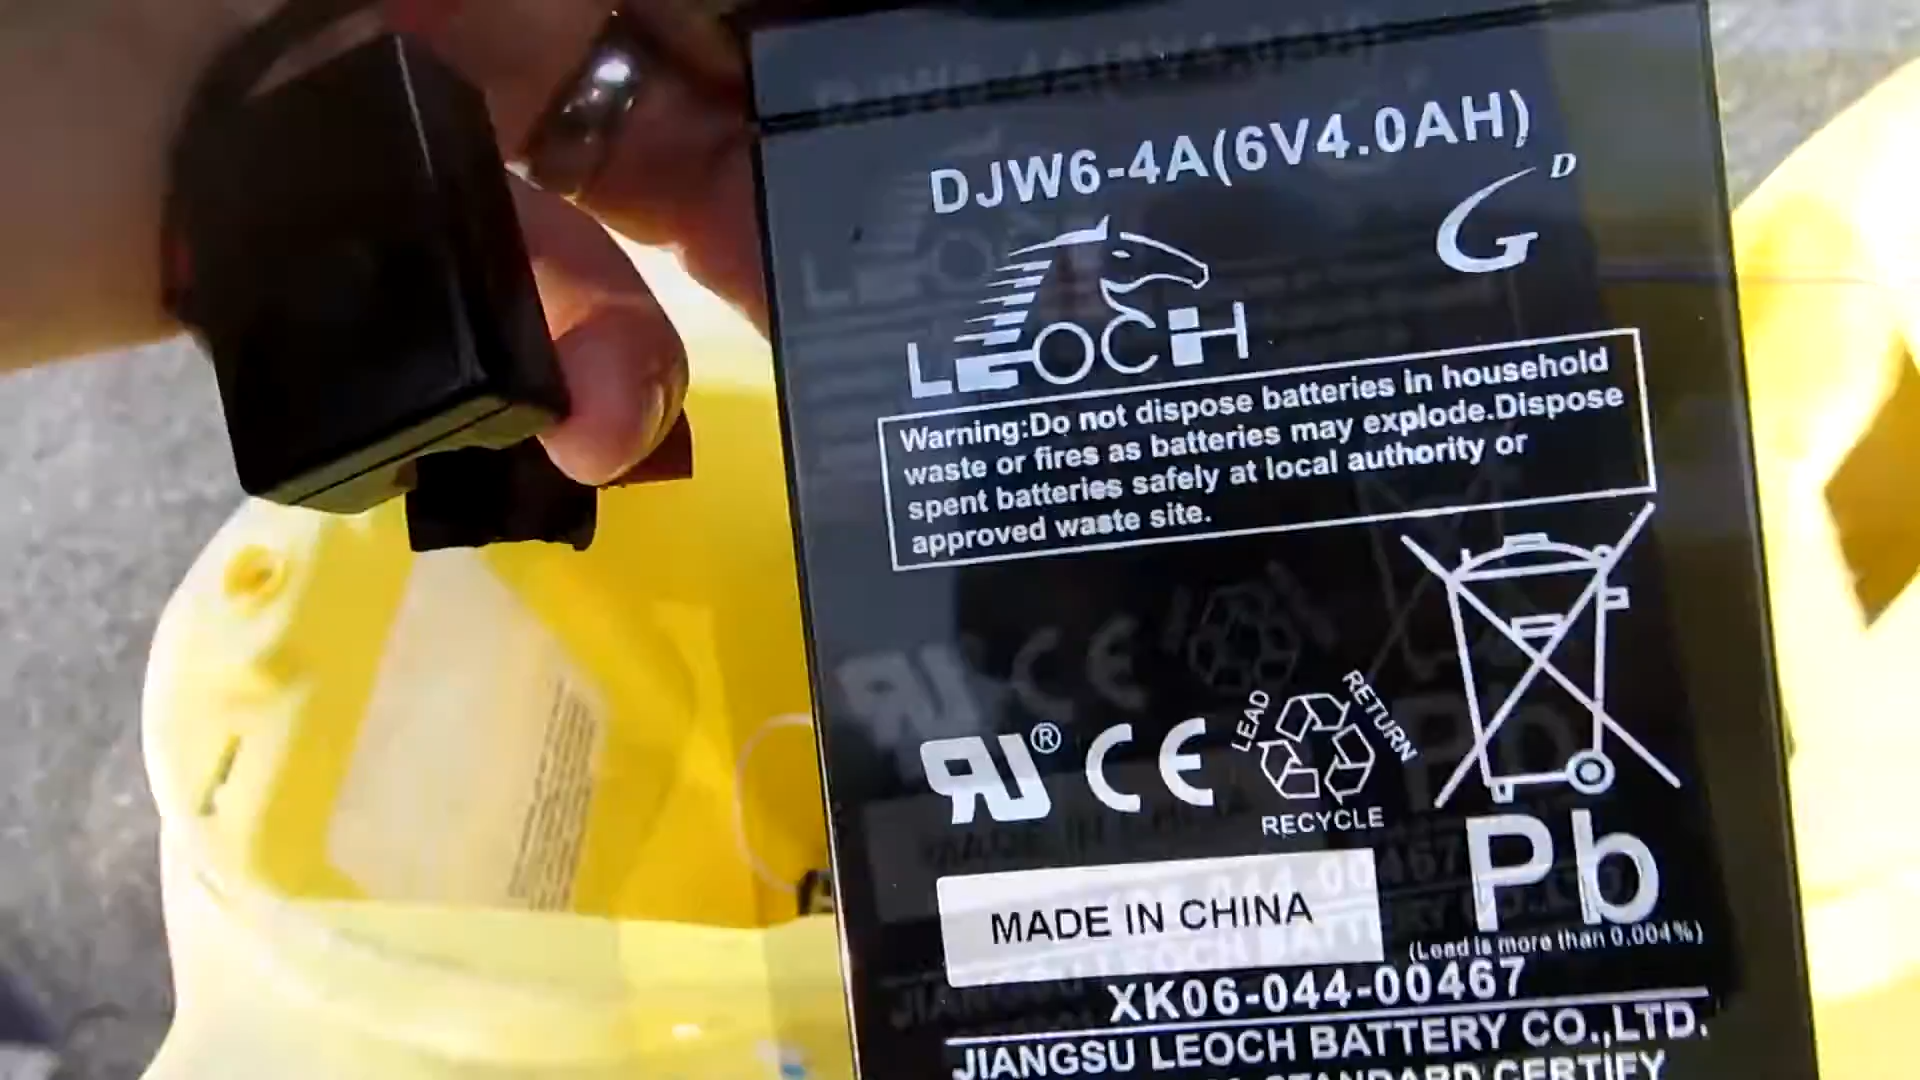 DJW6-4A(6V4.0AH)
G D
LEOCH
Warning:Do not dispose batteries in household
waste or fires as batteries may explode.Dispose
spent batteries safely at local authority or
approved waste site.
LEAD
RETURN
RECYCLE
®
CE
Pb
(Lead is more than 0.004%)
MADE IN CHINA
XK06-044-00467
JIANGSU LEOCH BATTERY CO.,LTD.
STANDARD CERTIFY